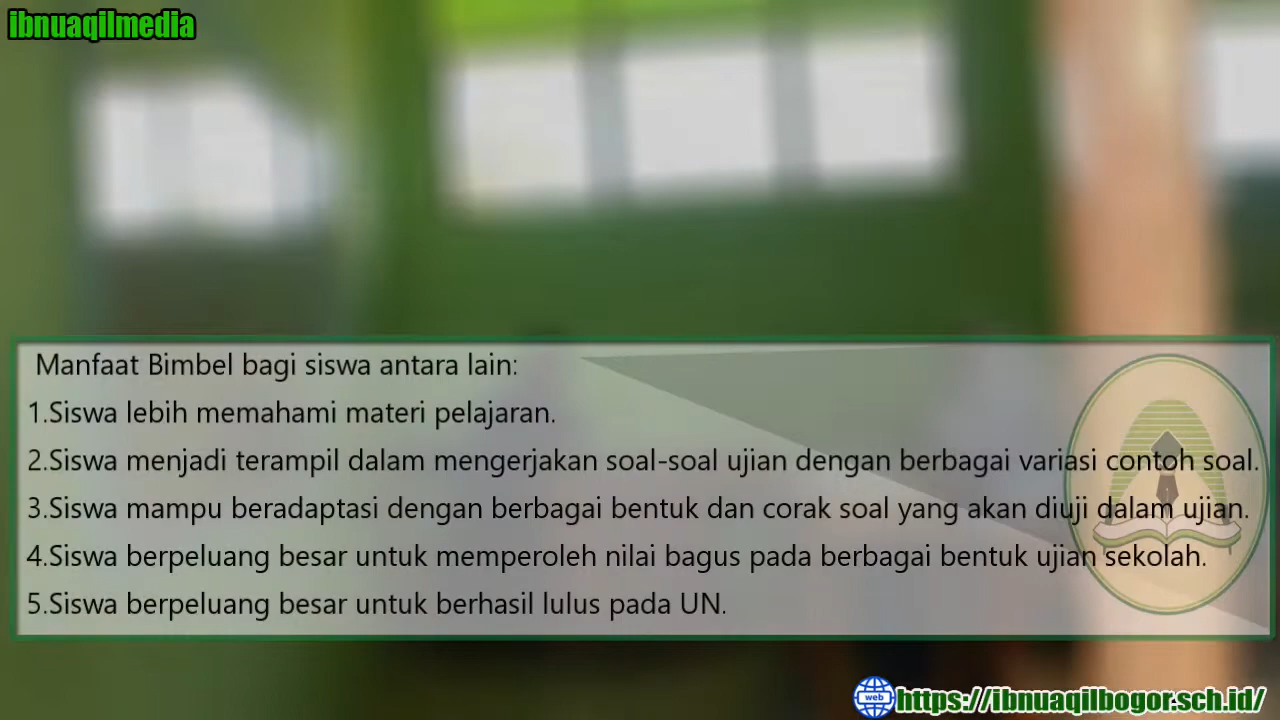 ibnuaqilmedia
Manfaat Bimbel bagi siswa antara lain:
1.Siswa lebih memahami materi pelajaran.
2.Siswa menjadi terampil dalam mengerjakan soal-soal ujian dengan berbagai variasi contoh soal.
3.Siswa mampu beradaptasi dengan berbagai bentuk dan corak soal yang akan diuji dalam ujian.
4.Siswa berpeluang besar untuk memperoleh nilai bagus pada berbagai bentuk ujian sekolah.
5.Siswa berpeluang besar untuk berhasil lulus pada UN.
web
https://ibnuaqilbogor.sch.id/